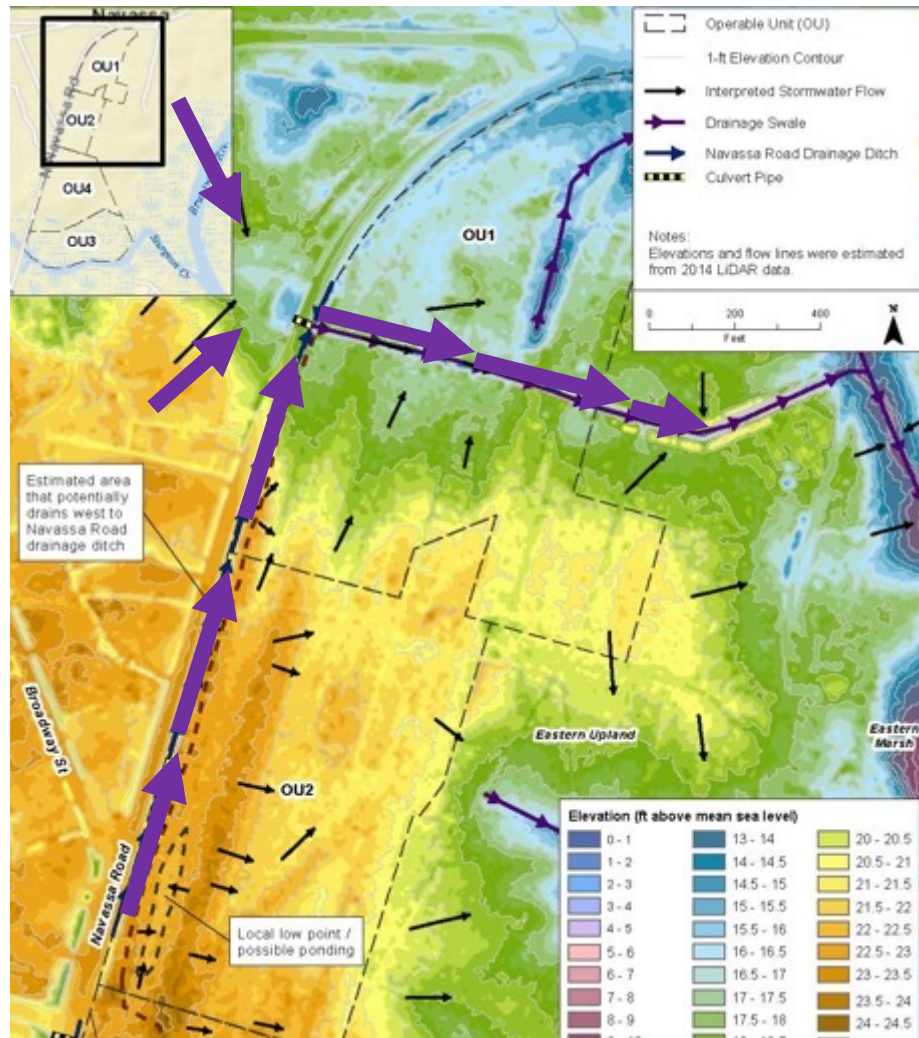 Navassa
OU1
Navassa Rd
OU2
OU4
OU3
Sturgeon Cr
Operable Unit (OU)
1-ft Elevation Contour
Interpreted Stormwater Flow
Drainage Swale
Navassa Road Drainage Ditch
Culvert Pipe
Notes:
Elevations and flow lines were estimated
from 2014 LiDAR data.
0 200 400
Feet
N
OU1
Estimated area
that potentially
drains west to
Navassa Road
drainage ditch
Broadway St
Navassa Road
OU2
Local low point /
possible ponding
Eastern Upland
Eastern
Marsh
Elevation (ft above mean sea level)
0 - 1
1 - 2
2 - 3
3 - 4
4 - 5
5 - 6
6 - 7
7 - 8
8 - 9
13 - 14
14 - 14.5
14.5 - 15
15 - 15.5
15.5 - 16
16 - 16.5
16.5 - 17
17 - 17.5
17.5 - 18
20 - 20.5
20.5 - 21
21 - 21.5
21.5 - 22
22 - 22.5
22.5 - 23
23 - 23.5
23.5 - 24
24 - 24.5